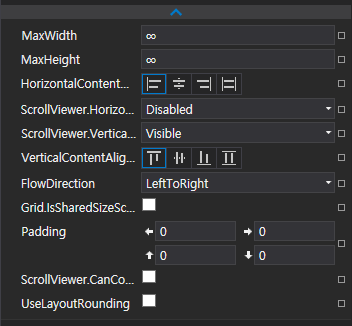 MaxWidth ∞
MaxHeight ∞
HorizontalContent...
ScrollViewer.Horizo... Disabled
ScrollViewer.Vertica... Visible
VerticalContentAlig...
FlowDirection LeftToRight
Grid.IsSharedSizeSc...
Padding 0 0
0 0
ScrollViewer.CanCo...
UseLayoutRounding